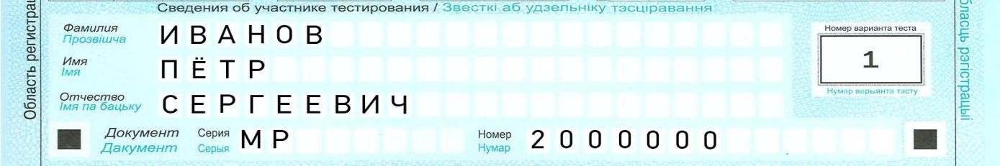 Сведения об участнике тестирования / Звесткі аб удзельніку тэсціравання
Область регистрац
Фамилия
Прозвішча
ИВАНОВ
Номер варианта теста
1
Нумар варыянта тэсту
Имя
Імя
ПЁТР
Отчество
Імя па бацьку
СЕРГЕЕВИЧ
Документ
Дакумент
Серия
Серыя
МР
Номер
Нумар
2000000
бласць рэгістрацыі